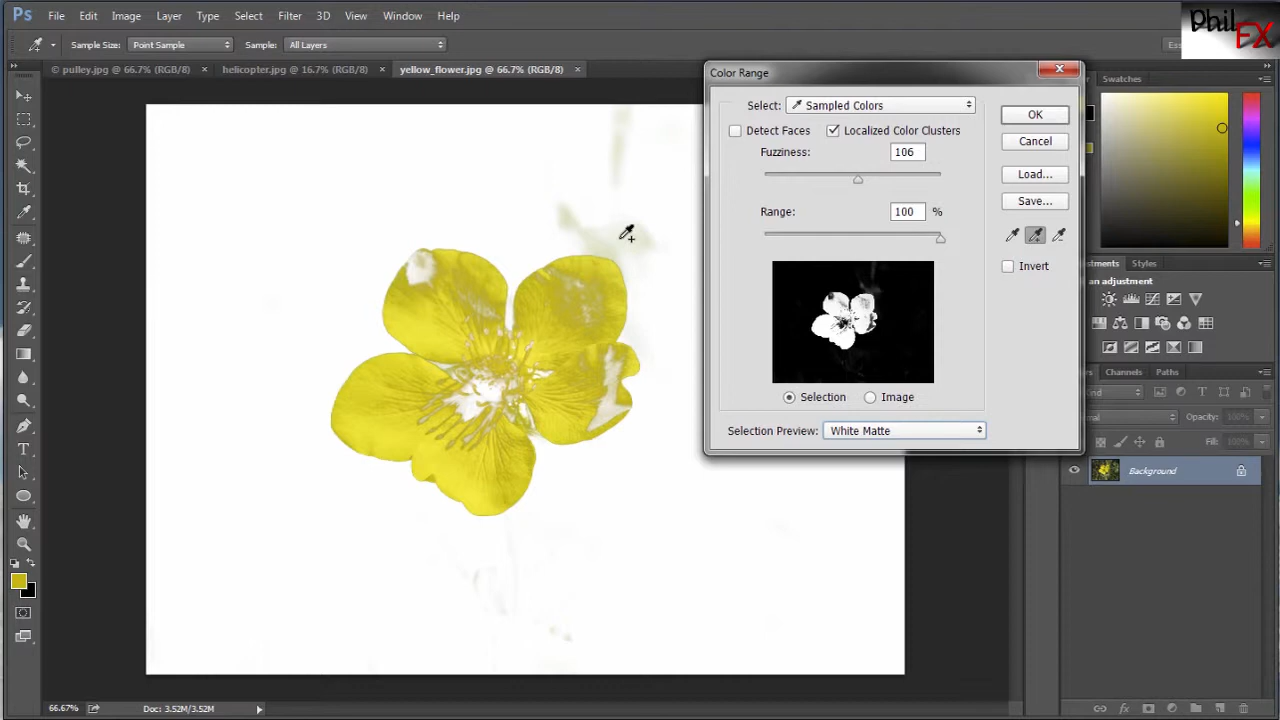 Ps File Edit Image Layer Type Select Filter 3D View Window Help
Phil
FX
Sample Size: Point Sample Sample: All Layers
© pulley.jpg @ 66.7% (RGB/8) × helicopter.jpg @ 16.7% (RGB/8) × yellow_flower.jpg @ 66.7% (RGB/8) ×
Color Range
Select: Sampled Colors
Detect Faces Localized Color Clusters
Fuzziness: 106
Range: 100 %
Selection Image
Selection Preview: White Matte
OK
Cancel
Load...
Save...
Invert
Swatches
Styles
an adjustment
Channels Paths
Opacity: 100%
Fill: 100%
Background
66.67% Doc: 3.52M/3.52M